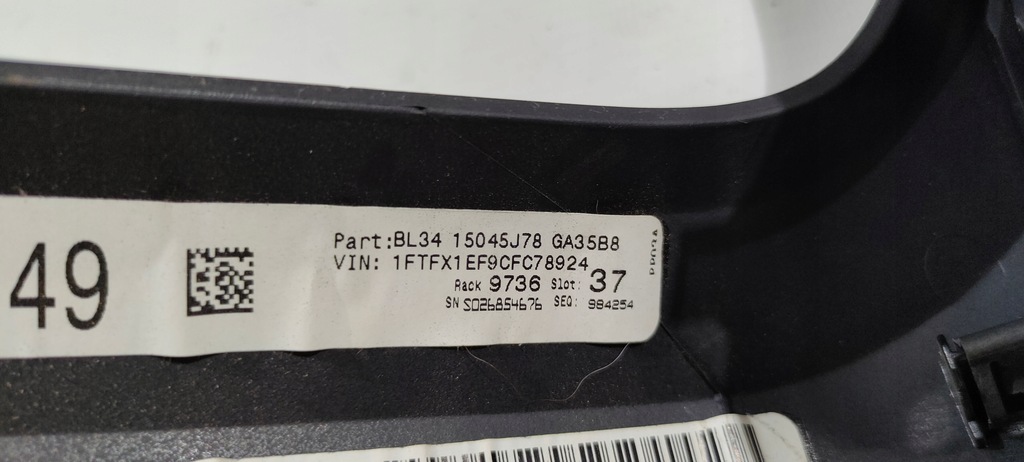 49
Part:BL34 15045J78 GA35B8
VIN: 1FTFX1EF9CFC78924
Rack 9736 Slot: 37
SN S026854676 SEQ: 984254